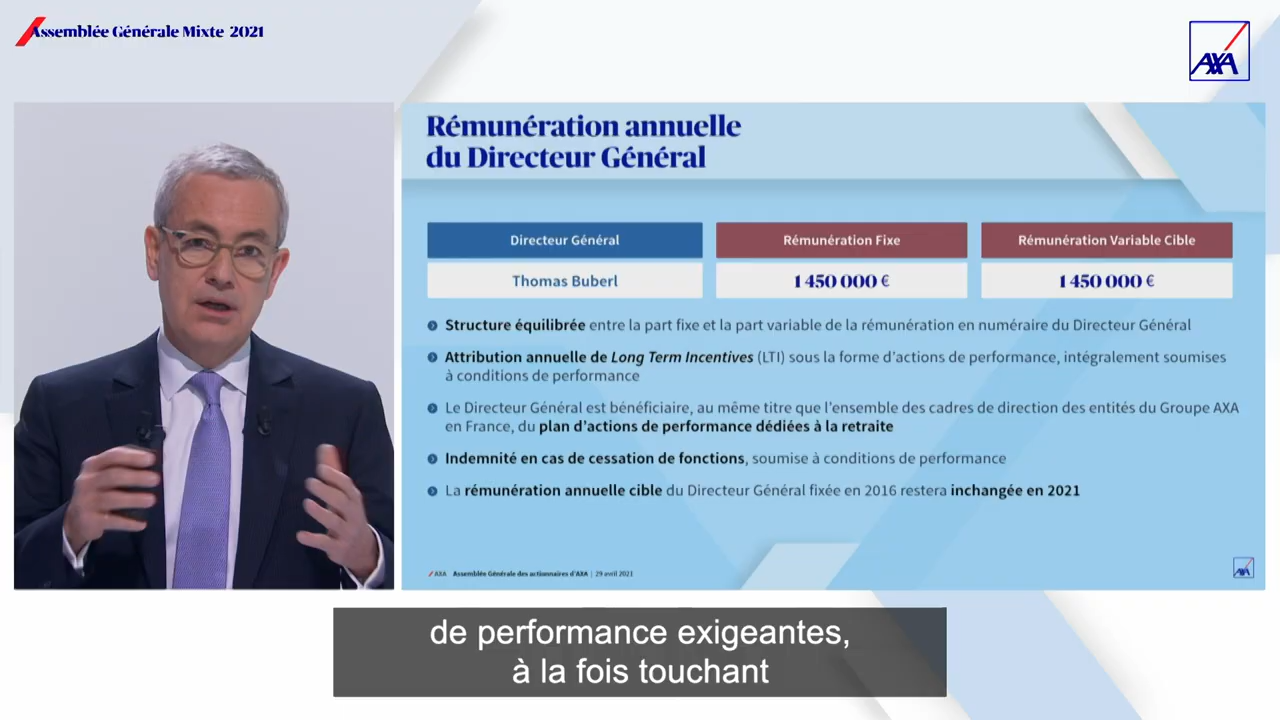 Assemblée Générale Mixte 2021
AXA
Rémunération annuelle
du Directeur Général
Directeur Général
Rémunération Fixe
Rémunération Variable Cible
Thomas Buberl
1 450 000 €
1 450 000 €
Structure équilibrée entre la part fixe et la part variable de la rémunération en numéraire du Directeur Général
Attribution annuelle de Long Term Incentives (LTI) sous la forme d'actions de performance, intégralement soumises
à conditions de performance
Le Directeur Général est bénéficiaire, au même titre que l'ensemble des cadres de direction des entités du Groupe AXA
en France, du plan d'actions de performance dédiées à la retraite
Indemnité en cas de cessation de fonctions, soumise à conditions de performance
La rémunération annuelle cible du Directeur Général fixée en 2016 restera inchangée en 2021
AXA Assemblée Générale des actionnaires d'AXA | 29 avril 2021
AXA
de performance exigeantes,
à la fois touchant